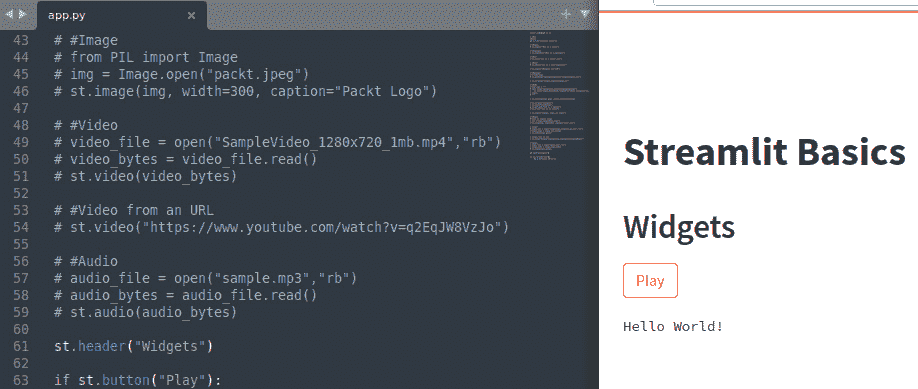 app.py
43 # #Image
44 # from PIL import Image
45 # img = Image.open("packt.jpeg")
46 # st.image(img, width=300, caption="Packt Logo")
47
48 # #Video
49 # video_file = open("SampleVideo_1280x720_1mb.mp4","rb")
50 # video_bytes = video_file.read()
51 # st.video(video_bytes)
52
53 # #Video from an URL
54 # st.video("https://www.youtube.com/watch?v=q2EqJW8VzJo")
55
56 # #Audio
57 # audio_file = open("sample.mp3","rb")
58 # audio_bytes = audio_file.read()
59 # st.audio(audio_bytes)
60
61 st.header("Widgets")
62
63 if st.button("Play"):
Streamlit Basics
Widgets
Play
Hello World!